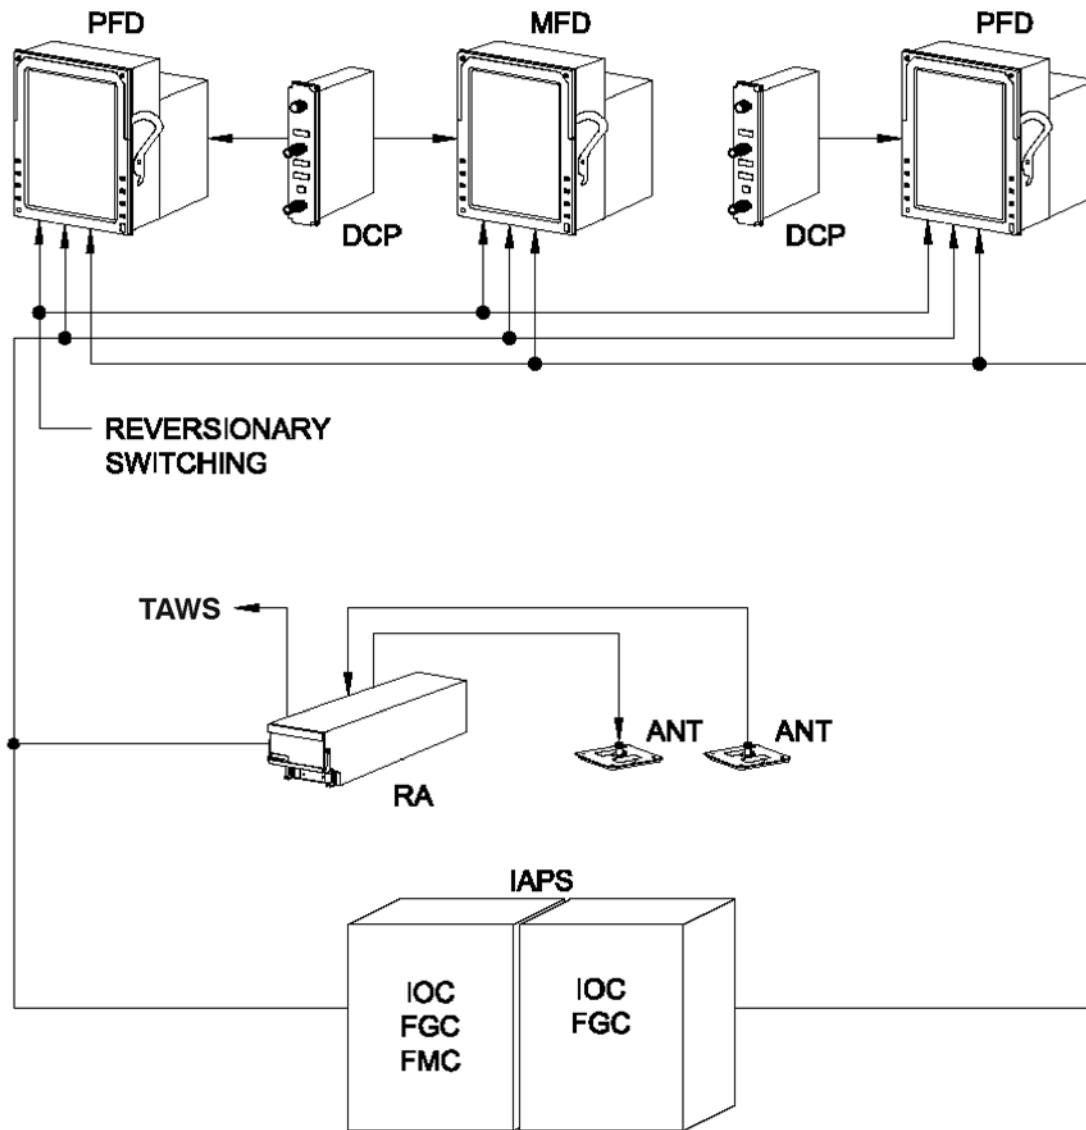 PFD
MFD
PFD
DCP
DCP
REVERSIONARY
SWITCHING
TAWS
ANT
ANT
RA
IAPS
IOC
FGC
FMC
IOC
FGC